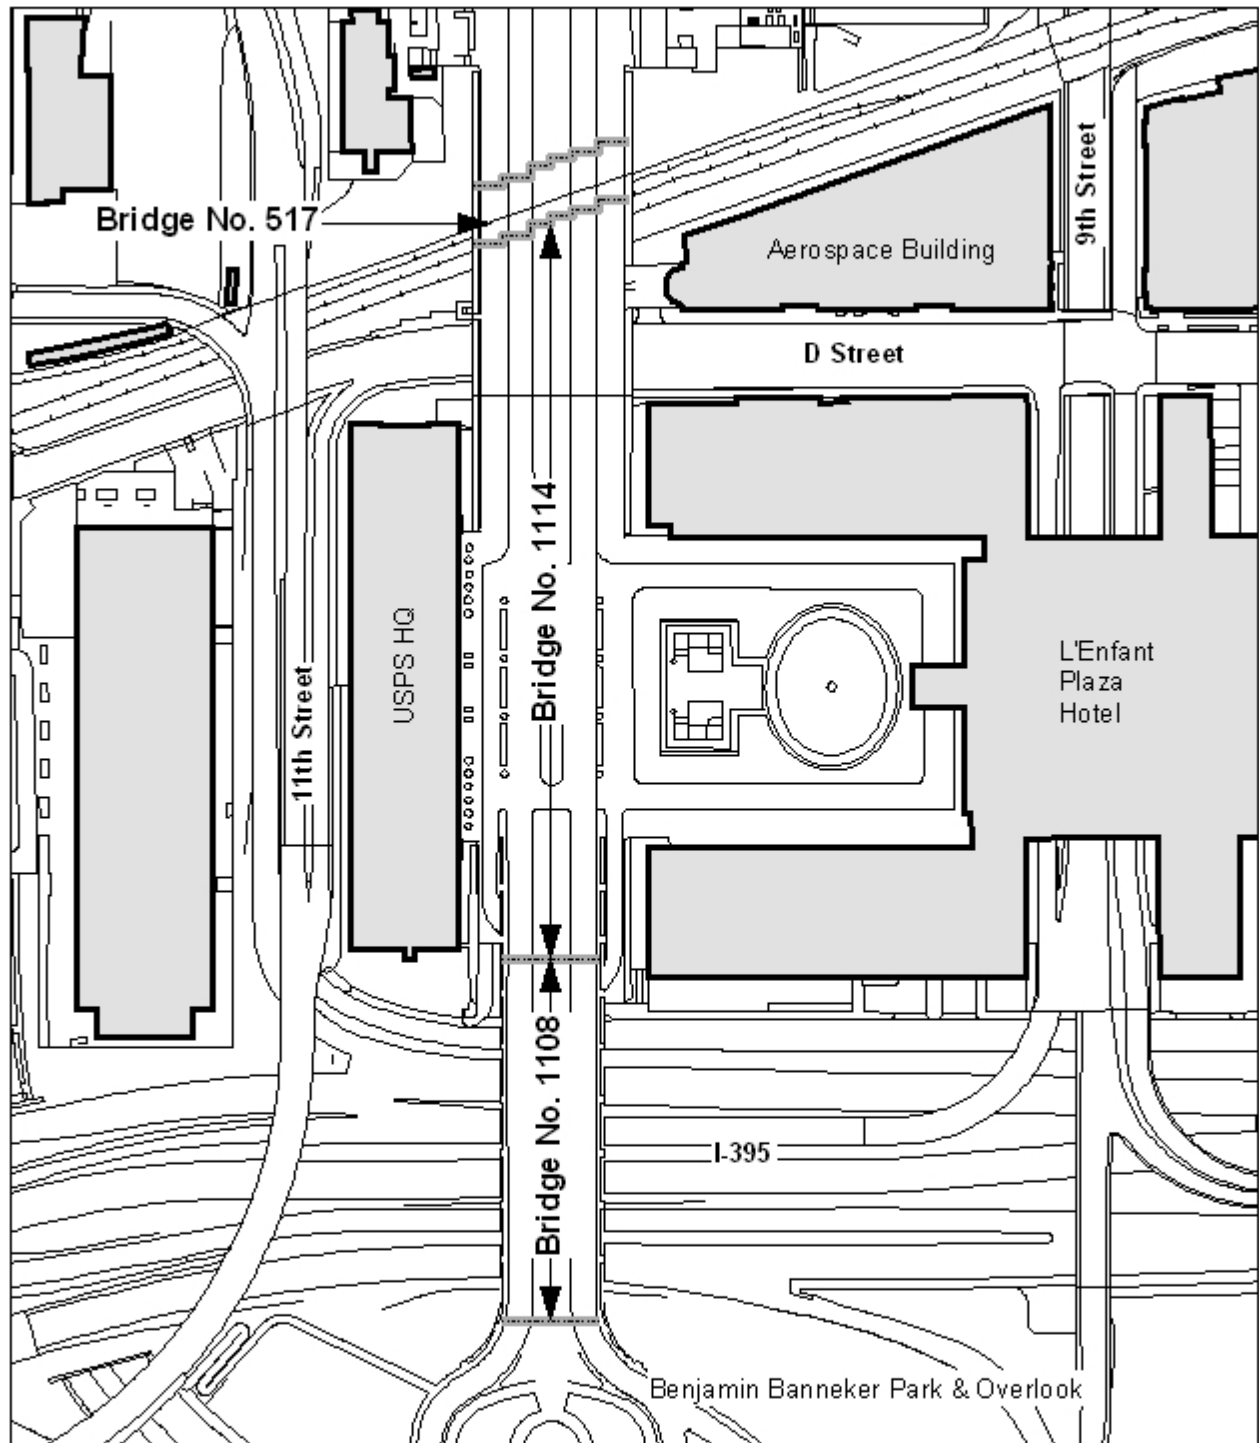 Bridge No. 517
9th Street
Aerospace Building
D Street
Bridge No. 1114
USPS HQ
11th Street
L'Enfant
Plaza
Hotel
Bridge No. 1108
I-395
Benjamin Banneker Park & Overlook